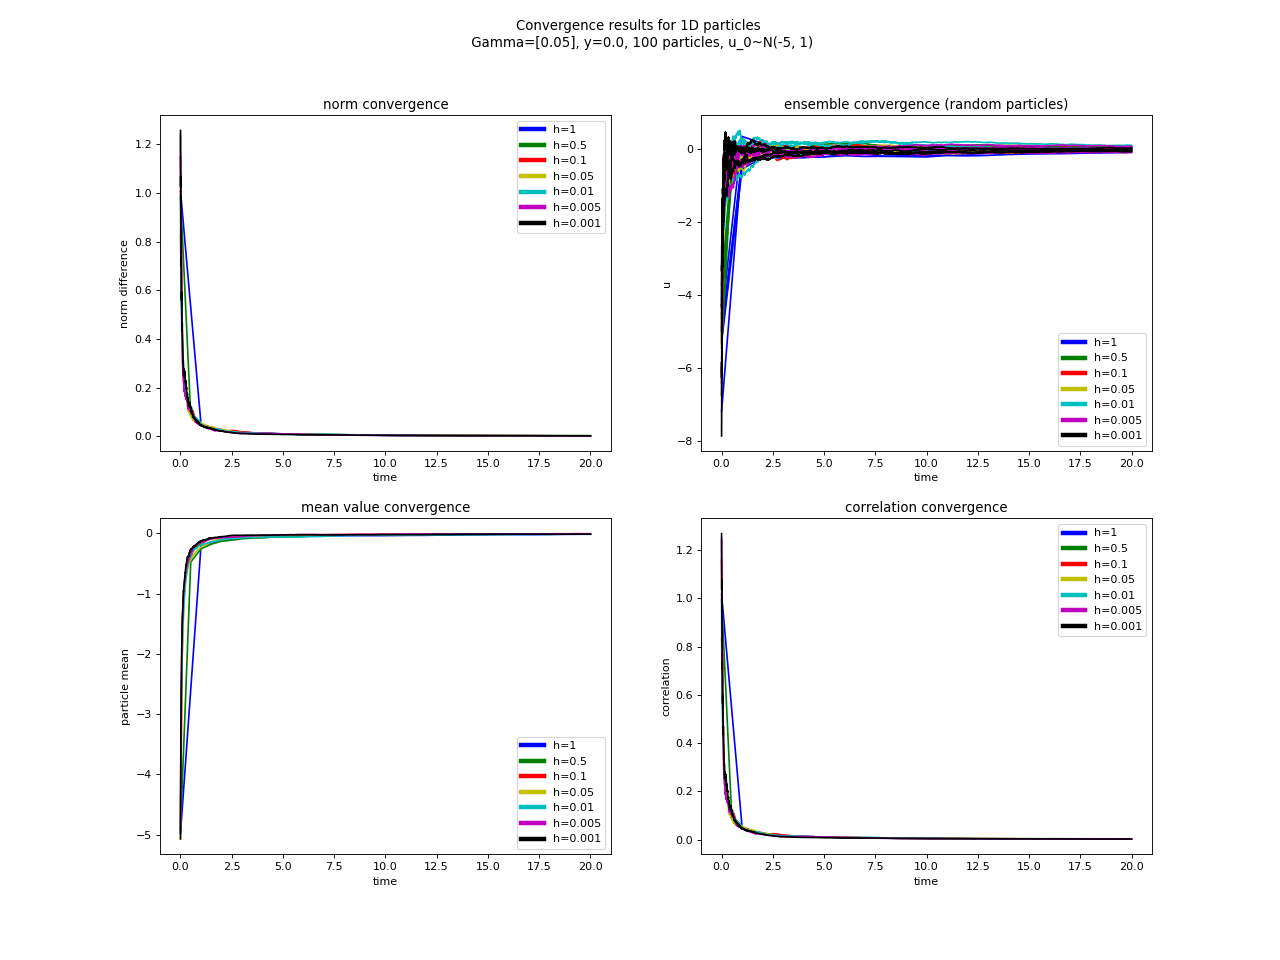 Convergence results for 1D particles
Gamma=[0.05], y=0.0, 100 particles, u_0~N(-5, 1)
norm convergence
norm difference
1.2
1.0
0.8
0.6
0.4
0.2
0.0
0.0 2.5 5.0 7.5 10.0 12.5 15.0 17.5 20.0
time
h=1
h=0.5
h=0.1
h=0.05
h=0.01
h=0.005
h=0.001
ensemble convergence (random particles)
u
0
−2
−4
−6
−8
0.0 2.5 5.0 7.5 10.0 12.5 15.0 17.5 20.0
time
h=1
h=0.5
h=0.1
h=0.05
h=0.01
h=0.005
h=0.001
mean value convergence
particle mean
0
−1
−2
−3
−4
−5
0.0 2.5 5.0 7.5 10.0 12.5 15.0 17.5 20.0
time
h=1
h=0.5
h=0.1
h=0.05
h=0.01
h=0.005
h=0.001
correlation convergence
correlation
1.2
1.0
0.8
0.6
0.4
0.2
0.0
0.0 2.5 5.0 7.5 10.0 12.5 15.0 17.5 20.0
time
h=1
h=0.5
h=0.1
h=0.05
h=0.01
h=0.005
h=0.001